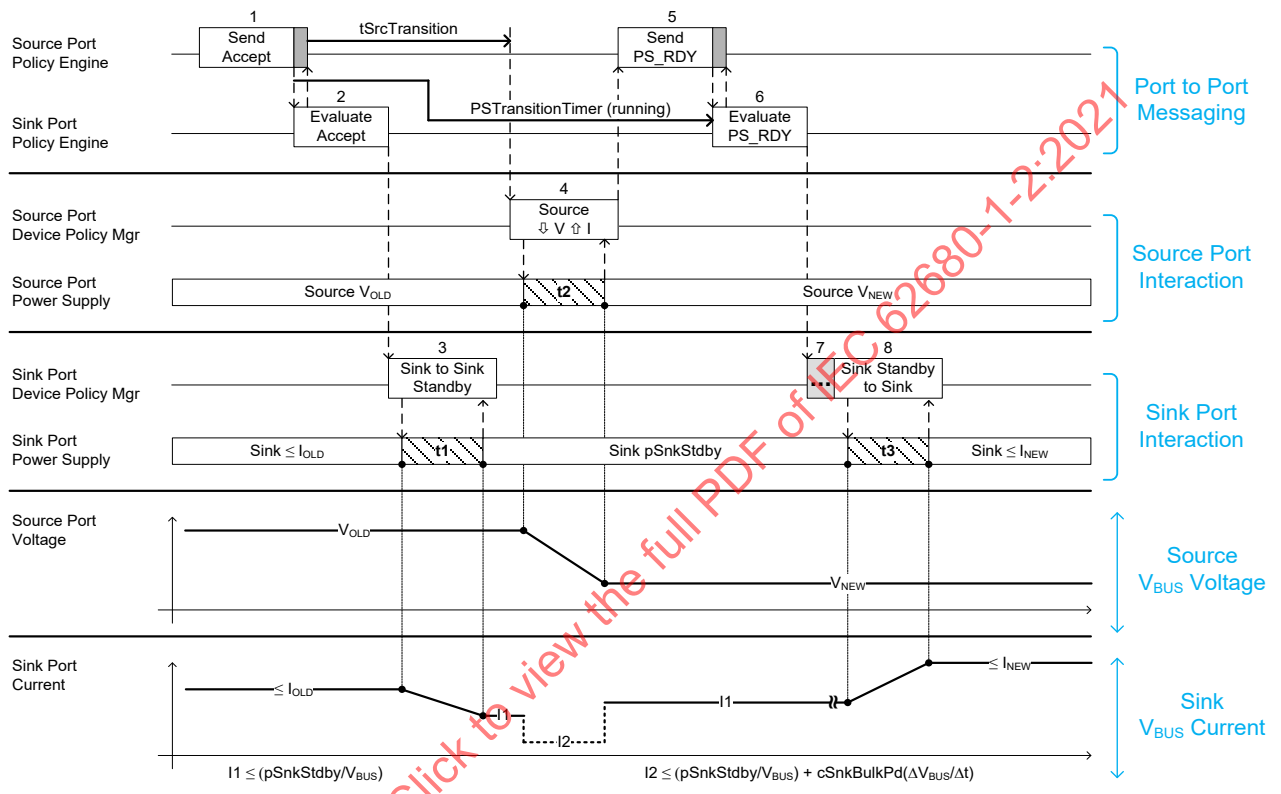 1
Send
Accept
tSrcTransition
5
Send
PS_RDY
Source Port
Policy Engine
2
Evaluate
Accept
PSTransitionTimer (running)
6
Evaluate
PS_RDY
Sink Port
Policy Engine
Port to Port
Messaging
4
Source
⇩ V ⇧ I
Source Port
Device Policy Mgr
Source Port
Power Supply
Source VOLD
t2
Source VNEW
Source Port
Interaction
3
Sink to Sink
Standby
7
...
8
Sink Standby
to Sink
Sink Port
Device Policy Mgr
Sink Port
Power Supply
Sink ≤ IOLD
t1
Sink pSnkStdby
t3
Sink ≤ INEW
Sink Port
Interaction
Source Port
Voltage
VOLD
VNEW
Source
VBUS Voltage
Sink Port
Current
≤ IOLD
I1
I2
I1
≤ INEW
Sink
VBUS Current
I1 ≤ (pSnkStdby/VBUS)
I2 ≤ (pSnkStdby/VBUS) + cSnkBulkPd(ΔVBUS/Δt)
Click to view the full PDF of IEC 62680-1-2:2021